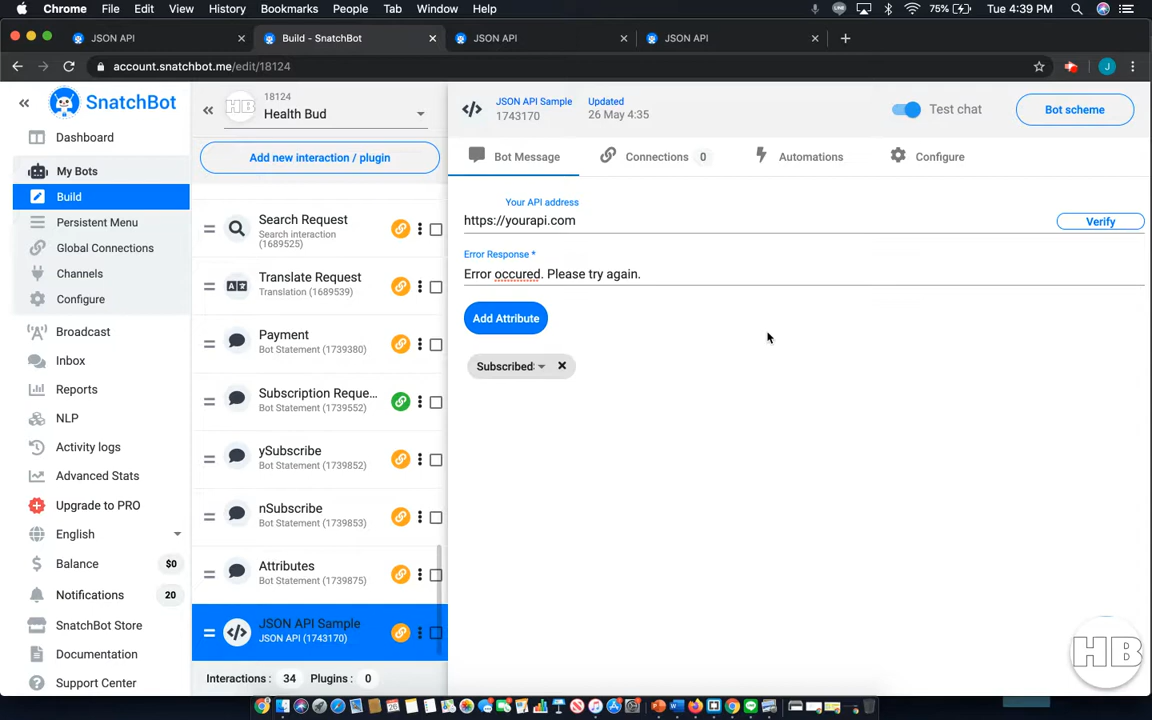 Chrome File Edit View History Bookmarks People Tab Window Help 75% Tue 4:39 PM
JSON API Build - SnatchBot JSON API JSON API
account.snatchbot.me/edit/18124 J
SnatchBot
Dashboard
My Bots
Build
Persistent Menu
Global Connections
Channels
Configure
Broadcast
Inbox
Reports
NLP
Activity logs
Advanced Stats
Upgrade to PRO
English
Balance $0
Notifications 20
SnatchBot Store
Documentation
Support Center
HB
18124
Health Bud
Add new interaction / plugin
Search Request
Search interaction
(1689525)
Translate Request
Translation (1689539)
Payment
Bot Statement (1739380)
Subscription Reque...
Bot Statement (1739552)
ySubscribe
Bot Statement (1739852)
nSubscribe
Bot Statement (1739853)
Attributes
Bot Statement (1739875)
JSON API Sample
JSON API (1743170)
Interactions : 34 Plugins : 0
JSON API Sample
1743170
Updated
26 May 4:35
Test chat
Bot scheme
Bot Message Connections 0 Automations Configure
Your API address
https://yourapi.com
Verify
Error Response *
Error occured. Please try again.
Add Attribute
Subscribed:
HB